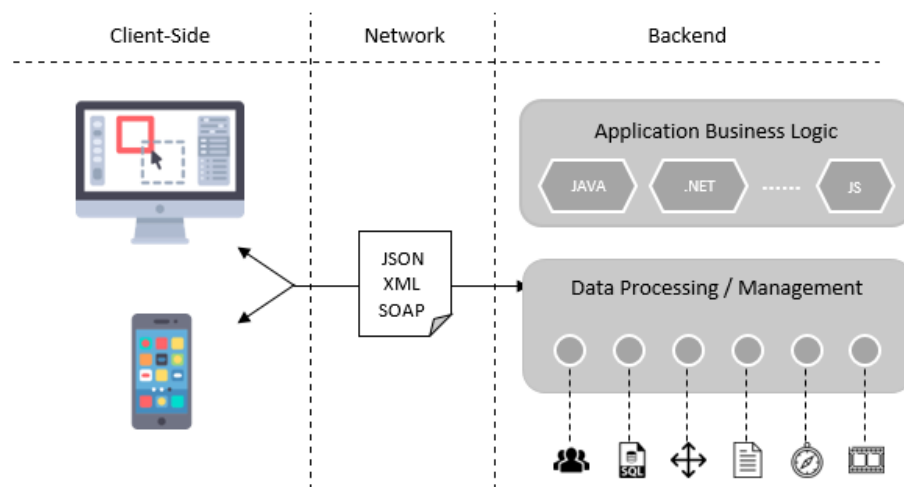 Client-Side
Network
Backend
Application Business Logic
JAVA
.NET
......
JS
JSON
XML
SOAP
Data Processing / Management
SQL